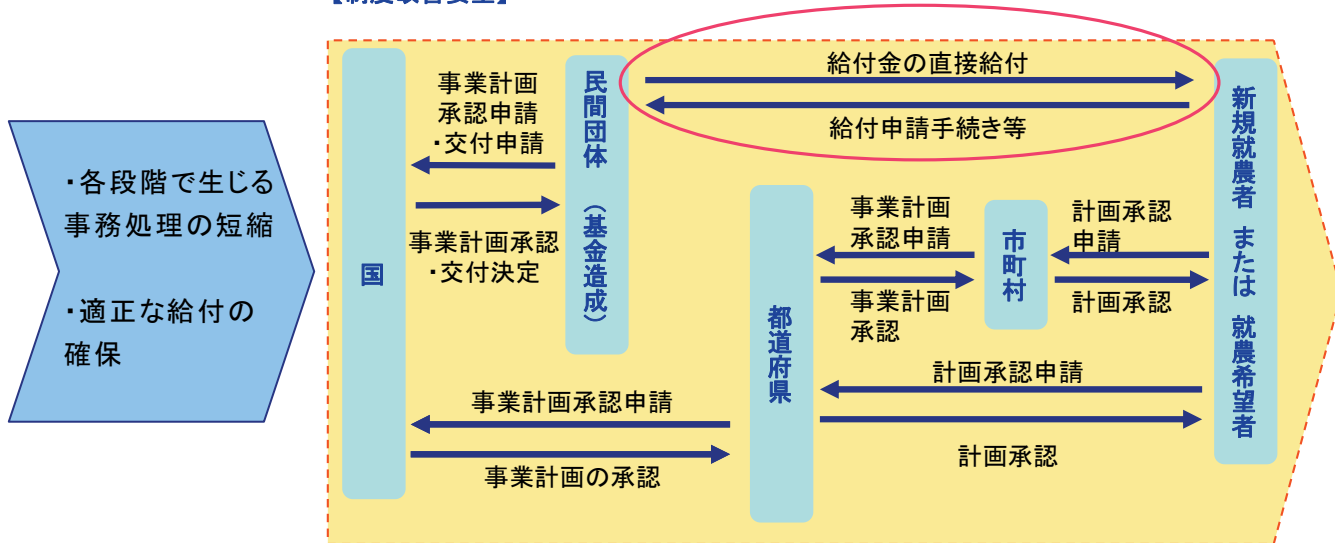 ・各段階で生じる
事務処理の短縮
・適正な給付の
確保
国
事業計画
承認申請
・交付申請
事業計画承認
・交付決定
民間団体 (基金造成)
給付金の直接給付
給付申請手続き等
都道府県
事業計画
承認申請
事業計画
承認
市町村
計画承認
申請
計画承認
計画承認申請
計画承認
事業計画承認申請
事業計画の承認
新規就農者 または 就農希望者